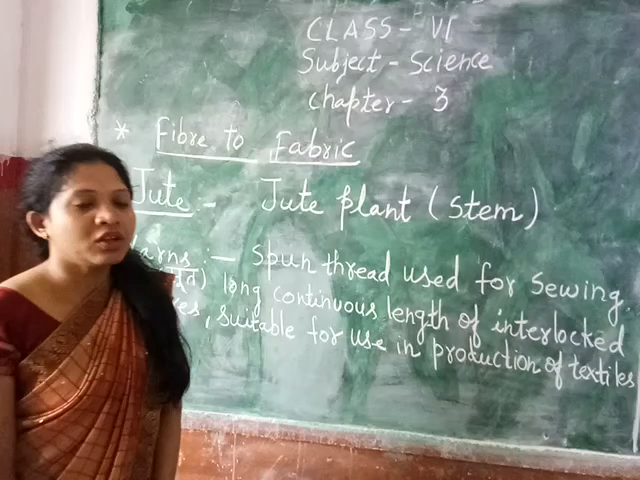 CLASS - VI
Subject - Science
Chapter - 3
* Fibre to Fabric
Jute :- Jute plant (stem)
:- Spun thread used for sewing.
long continuous length of interlocked
, suitable for use in production of textiles